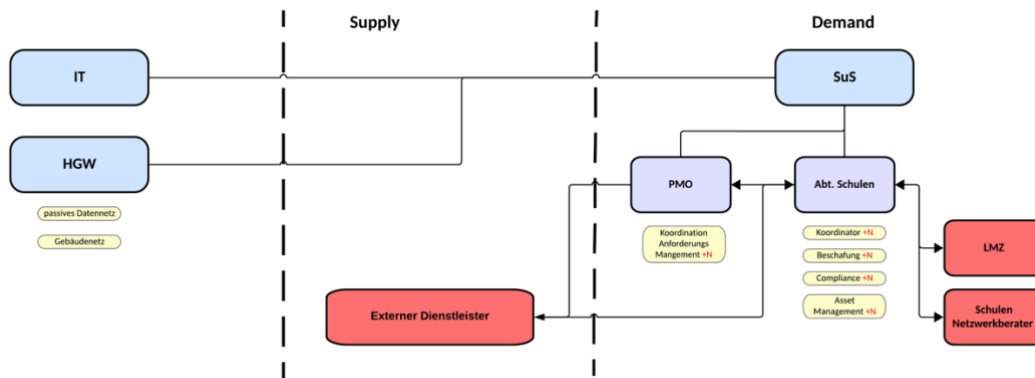 Supply
Demand
IT
SuS
HGW
PMO
Abt. Schulen
passives Datennetz
Gebäudenetz
Koordination
Anforderungs
Mangement +N
Koordinator +N
Beschafung +N
Compliance +N
Asset
Management +N
LMZ
Externer Dienstleister
Schulen
Netzwerkberater